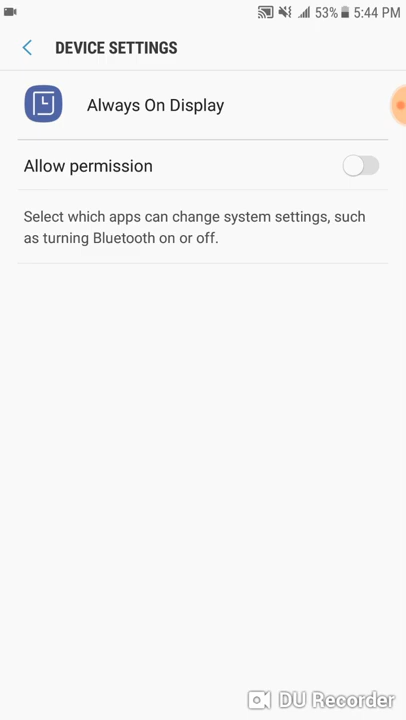 53% 5:44 PM
DEVICE SETTINGS
Always On Display
Allow permission
Select which apps can change system settings, such
as turning Bluetooth on or off.
DU Recorder